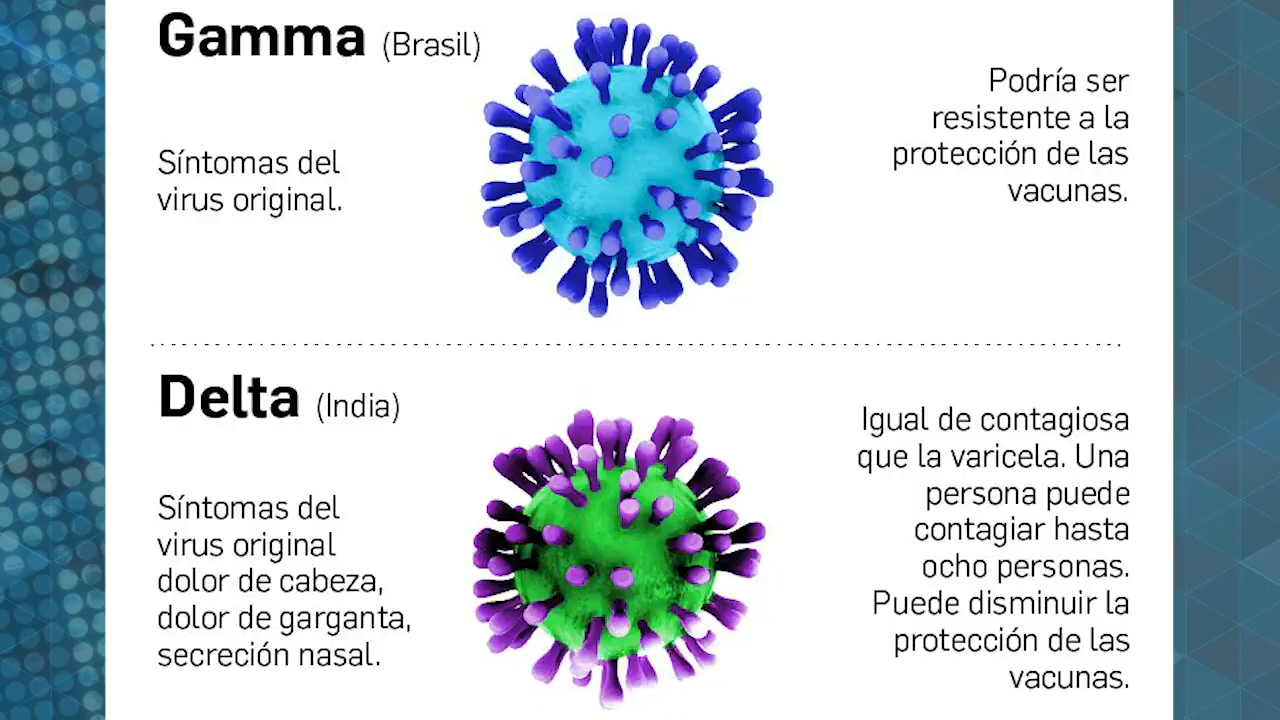 Gamma (Brasil)
Síntomas del
virus original.
Podría ser
resistente a la
protección de las
vacunas.
Delta (India)
Síntomas del
virus original
dolor de cabeza,
dolor de garganta,
secreción nasal.
Igual de contagiosa
que la varicela. Una
persona puede
contagiar hasta
ocho personas.
Puede disminuir la
protección de las
vacunas.